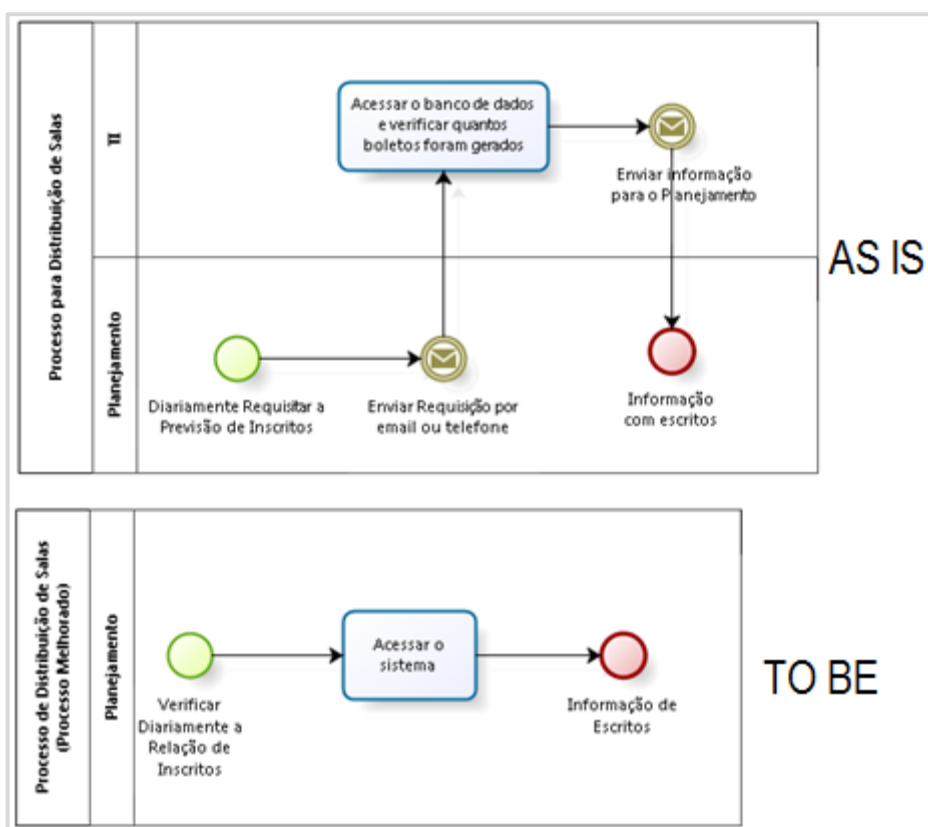 Processo para Distribuição de Salas
TI
Acessar o banco de dados
e verificar quantos
boletos foram gerados
Enviar informação
para o Planejamento
AS IS
Planejamento
Diariamente Requisitar a
Previsão de Inscritos
Enviar Requisição por
email ou telefone
Informação
com escritos
Processo de Distribuição de Salas
(Processo Melhorado)
Planejamento
Verificar
Diariamente a
Relação de
Inscritos
Acessar o
sistema
Informação de
Escritos
TO BE